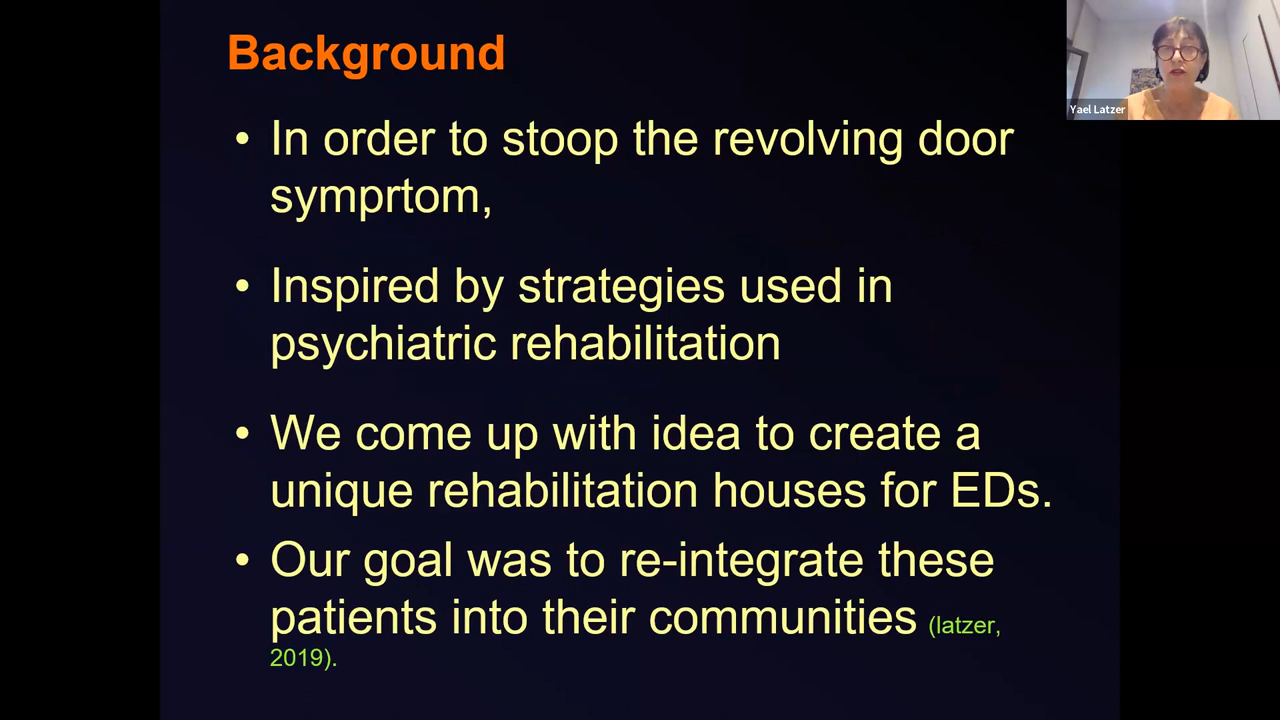 Background
• In order to stoop the revolving door
symprtom,
• Inspired by strategies used in
psychiatric rehabilitation
• We come up with idea to create a
unique rehabilitation houses for EDs.
• Our goal was to re-integrate these
patients into their communities (latzer,
2019).
Yael Latzer